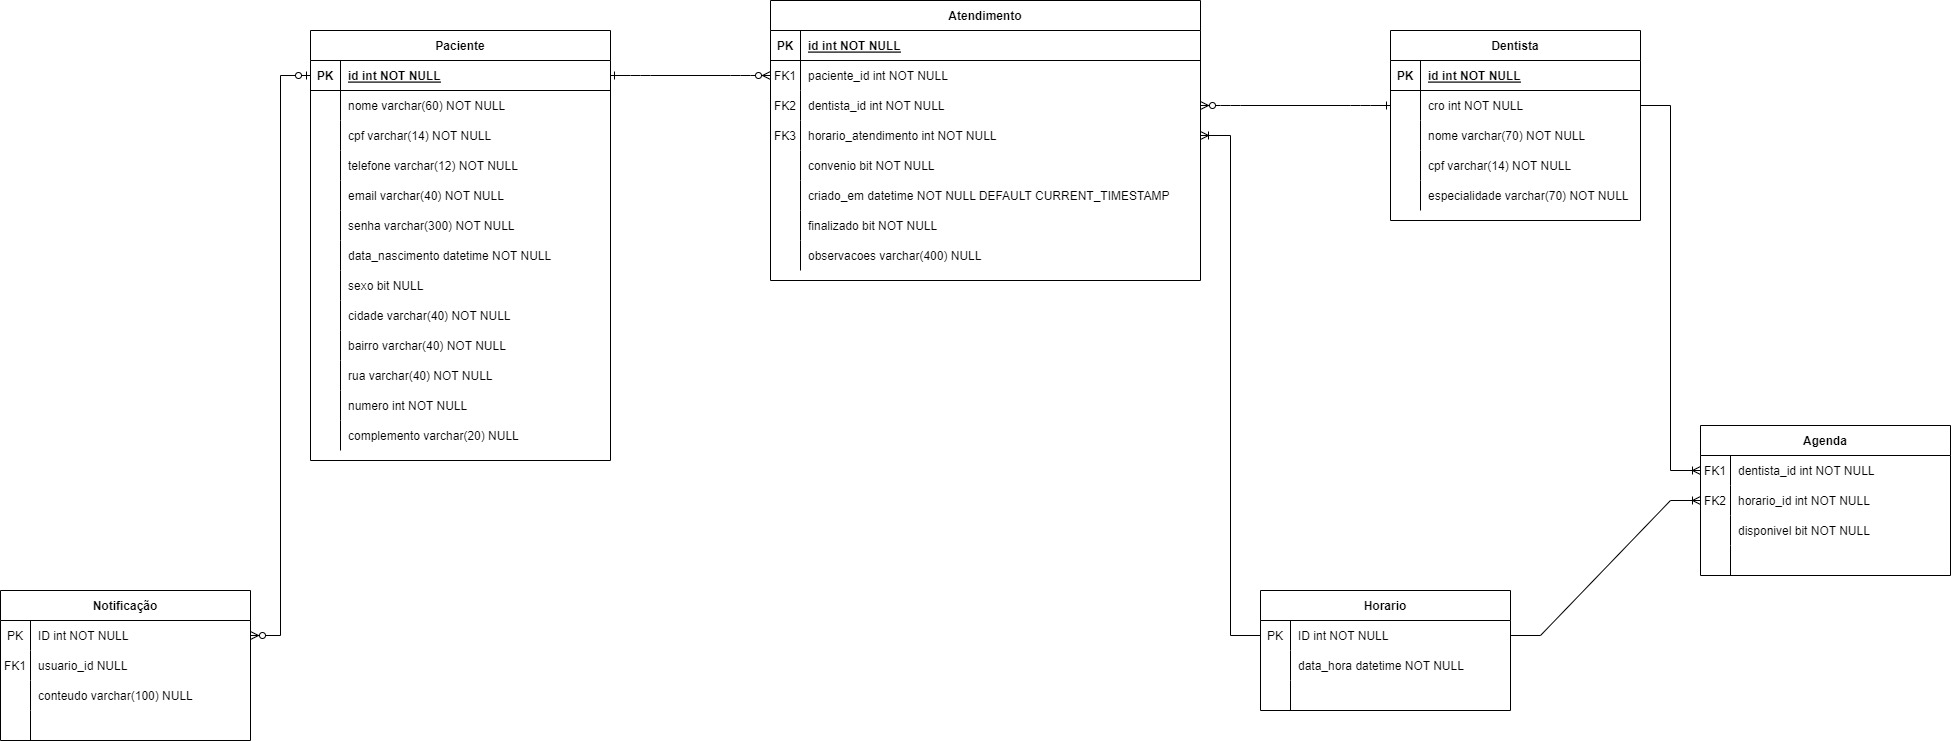 Paciente
PK id int NOT NULL
nome varchar(60) NOT NULL
cpf varchar(14) NOT NULL
telefone varchar(12) NOT NULL
email varchar(40) NOT NULL
senha varchar(300) NOT NULL
data_nascimento datetime NOT NULL
sexo bit NULL
cidade varchar(40) NOT NULL
bairro varchar(40) NOT NULL
rua varchar(40) NOT NULL
numero int NOT NULL
complemento varchar(20) NULL
Atendimento
PK id int NOT NULL
FK1 paciente_id int NOT NULL
FK2 dentista_id int NOT NULL
FK3 horario_atendimento int NOT NULL
convenio bit NOT NULL
criado_em datetime NOT NULL DEFAULT CURRENT_TIMESTAMP
finalizado bit NOT NULL
observacoes varchar(400) NULL
Dentista
PK id int NOT NULL
cro int NOT NULL
nome varchar(70) NOT NULL
cpf varchar(14) NOT NULL
especialidade varchar(70) NOT NULL
Agenda
FK1 dentista_id int NOT NULL
FK2 horario_id int NOT NULL
disponivel bit NOT NULL
Notificação
PK ID int NOT NULL
FK1 usuario_id NULL
conteudo varchar(100) NULL
Horario
PK ID int NOT NULL
data_hora datetime NOT NULL